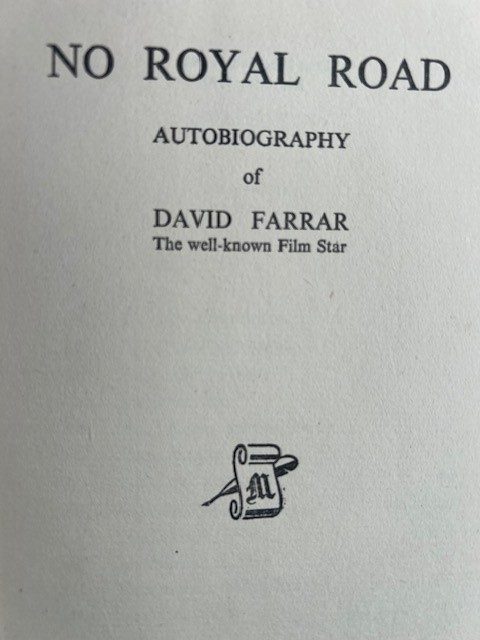 NO ROYAL ROAD
AUTOBIOGRAPHY
of
DAVID FARRAR
The well-known Film Star
M